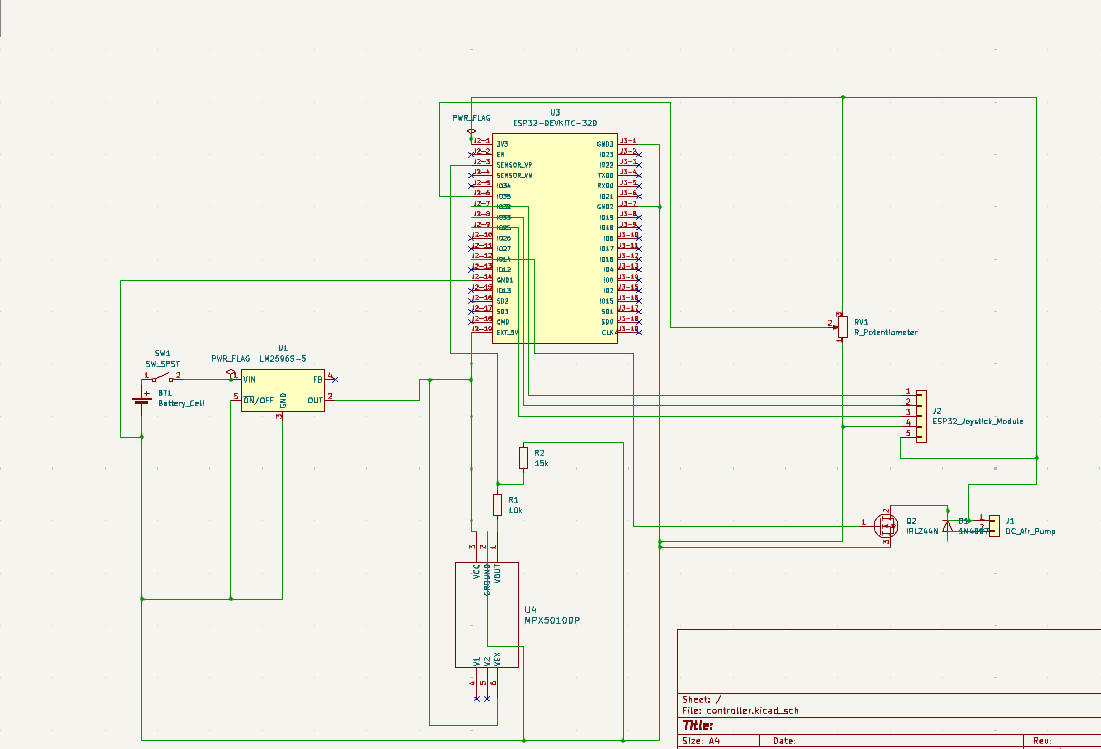 U3
ESP32-DEVKITC-32D
PWR_FLAG
J2-1 3V3 GND3 J3-1
J2-2 EN IO23 J3-2
J2-3 SENSOR_VP IO22 J3-3
J2-4 SENSOR_VN TXD0 J3-4
J2-5 IO34 RXD0 J3-5
J2-6 IO35 IO21 J3-6
J2-7 IO32 GND2 J3-7
J2-8 IO33 IO19 J3-8
J2-9 IO25 IO18 J3-9
J2-10 IO26 J3-10
J2-11 IO27 IO17 J3-11
J2-12 IO14 IO16 J3-12
J2-13 IO12 IO4 J3-13
J2-14 GND1 IO0 J3-14
J2-15 IO13 IO2 J3-15
J2-16 SD2 IO15 J3-16
J2-17 SD3 SD1 J3-17
J2-18 CMD SD0 J3-18
J2-19 EXT_5V CLK J3-19
3
2 RV1
R_Potentiometer
1
SW1
SW_SPST
1 2
PWR_FLAG
U1
LM2596S-5
1 VIN FB 4
5 ON/OFF GND OUT 2
3
+ BT1
Battery_Cell
1
2
3
4
5
J2
ESP32_Joystick_Module
R2
15k
R1
10k
1
2
3
Q2
IRLZ44N
D1
1N4007
1
2
J1
DC_Air_Pump
3 2 1
VCC GROUND VOUT
U4
MPX5010DP
V1 V2 VEX
4 5 6
Sheet: /
File: controller.kicad_sch
Title:
Size: A4 Date: Rev: